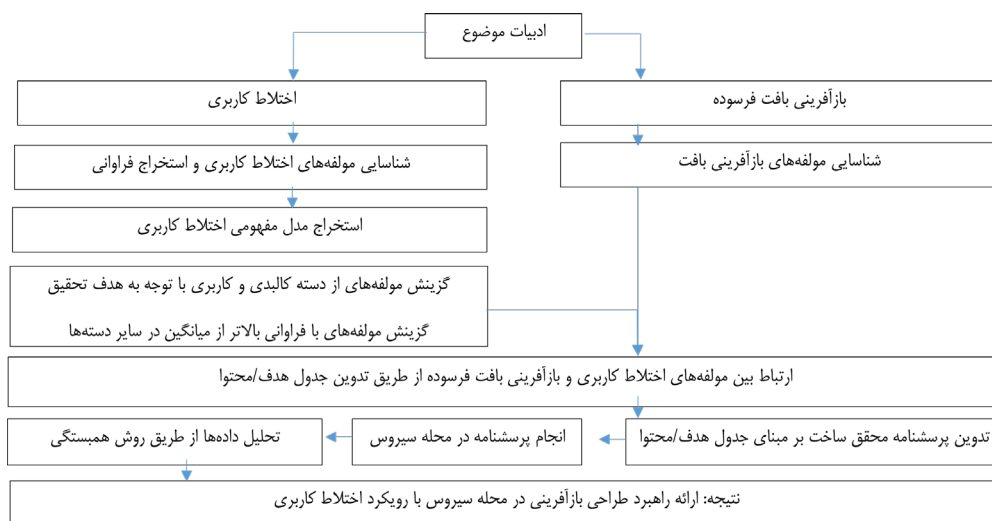 ادبیات موضوع
بازآفرینی بافت فرسوده
اختلاط کاربری
شناسایی مولفه‌های بازآفرینی بافت
شناسایی مولفه‌های اختلاط کاربری و استخراج فراوانی
استخراج مدل مفهومی اختلاط کاربری
گزینش مولفه‌های از دسته کالبدی و کاربری با توجه به هدف تحقیق
گزینش مولفه‌های با فراوانی بالاتر از میانگین در سایر دسته‌ها
ارتباط بین مولفه‌های اختلاط کاربری و بازآفرینی بافت فرسوده از طریق تدوین جدول هدف/محتوا
تدوین پرسشنامه محقق ساخت بر مبنای جدول هدف/محتوا
انجام پرسشنامه در محله سیروس
تحلیل داده‌ها از طریق روش همبستگی
نتیجه: ارائه راهبرد طراحی بازآفرینی در محله سیروس با رویکرد اختلاط کاربری